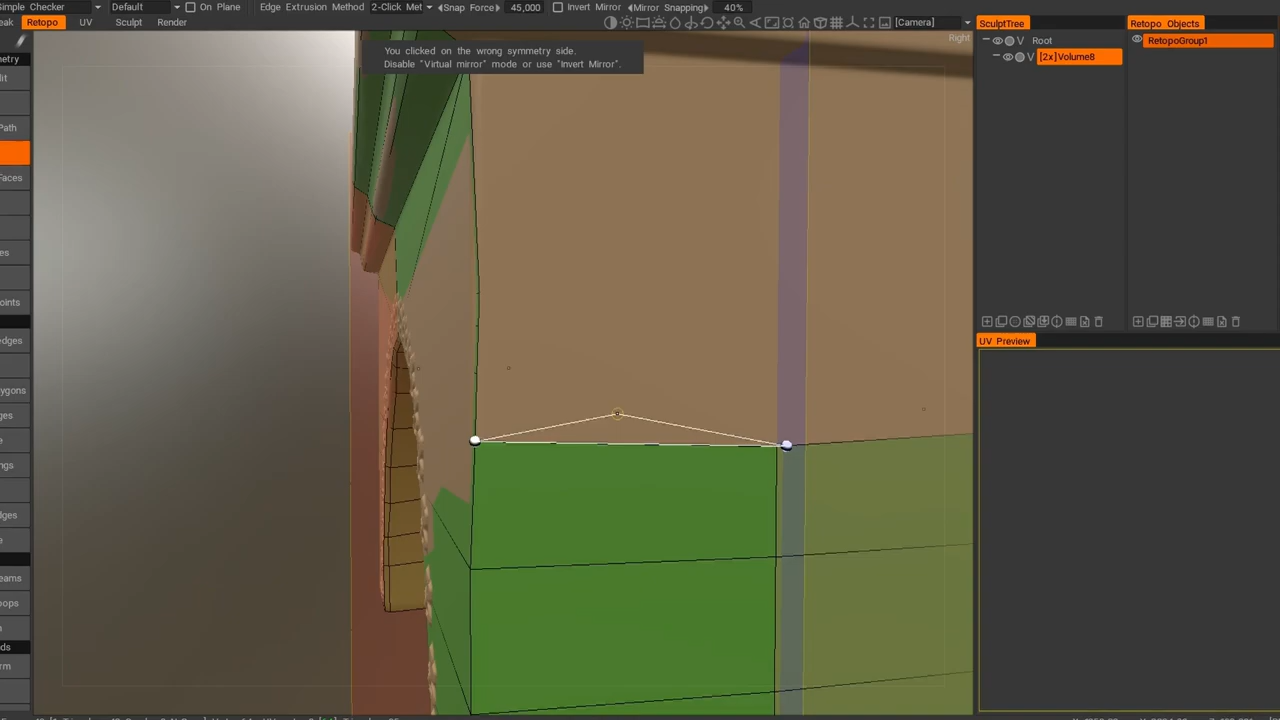 Simple Checker Default On Plane Edge Extrusion Method 2-Click Met Snap Force 45,000 Invert Mirror Mirror Snapping 40%
Retopo UV Sculpt Render [Camera]
Right
You clicked on the wrong symmetry side.
Disable "Virtual mirror" mode or use "Invert Mirror".
SculptTree
Retopo Objects
V Root
V [2x]Volume8
RetopoGroup1
UV Preview
Path
Faces